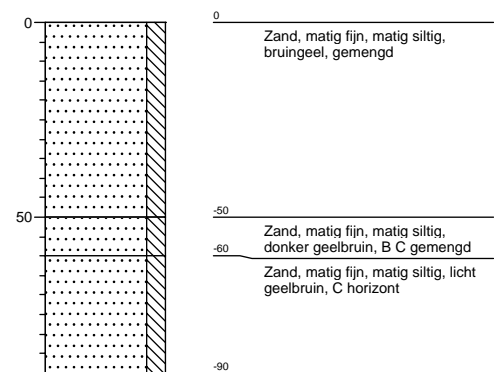 0
0
Zand, matig fijn, matig siltig,
bruingeel, gemengd
50
-50
Zand, matig fijn, matig siltig,
donker geelbruin, B C gemengd
-60
Zand, matig fijn, matig siltig, licht
geelbruin, C horizont
-90